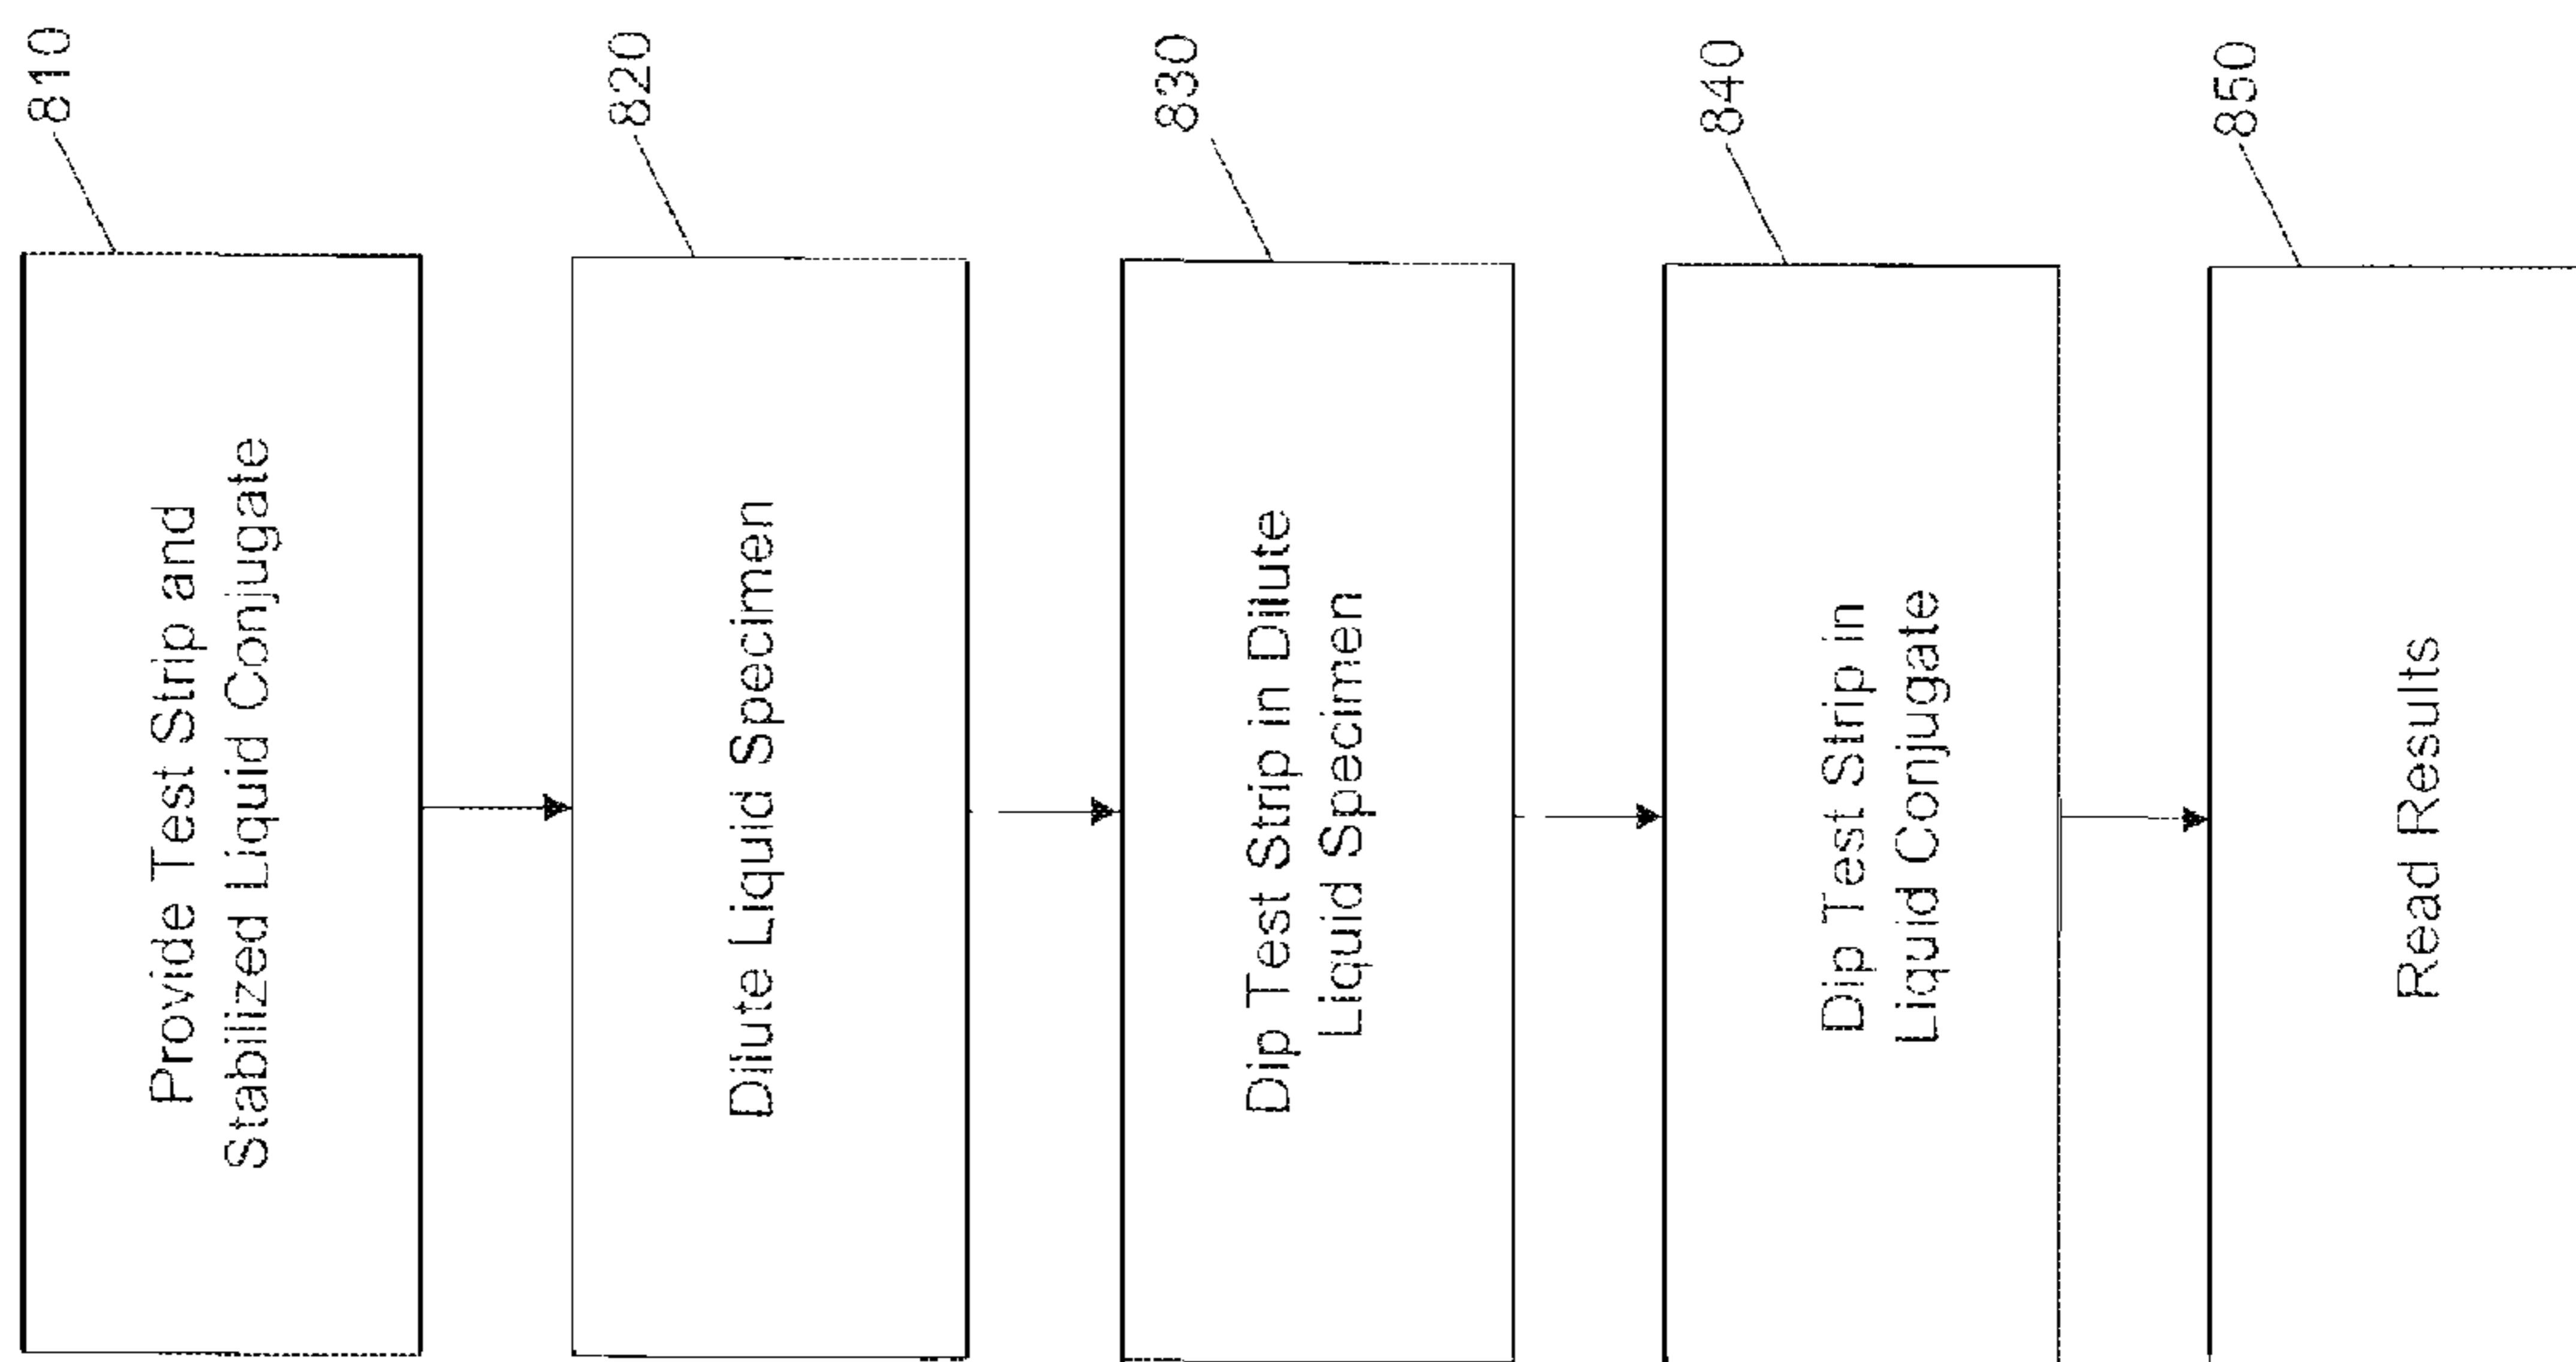 810
Provide Test Strip and
Stabilized Liquid Conjugate
820
Dilute Liquid Specimen
830
Dip Test Strip in Dilute
Liquid Specimen
840
Dip Test Strip in
Liquid Conjugate
850
Read Results